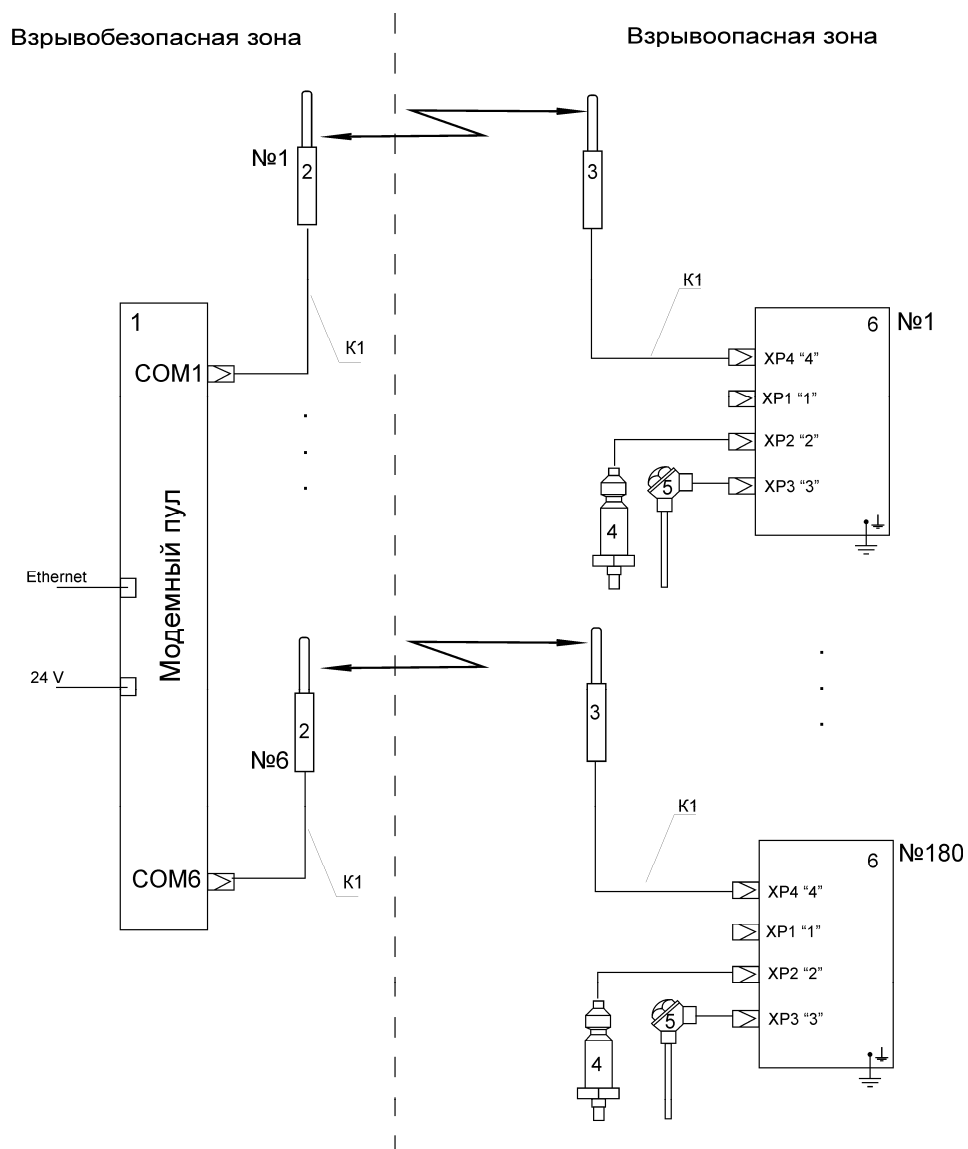 Взрывобезопасная зона
Взрывоопасная зона
№1
2
3
К1
К1
1
COM1
6
№1
XP4 “4”
XP1 “1”
XP2 “2”
XP3 “3”
4
5
Модемный пул
Ethernet
24 V
2
№6
3
К1
К1
COM6
6
№180
XP4 “4”
XP1 “1”
XP2 “2”
XP3 “3”
4
5